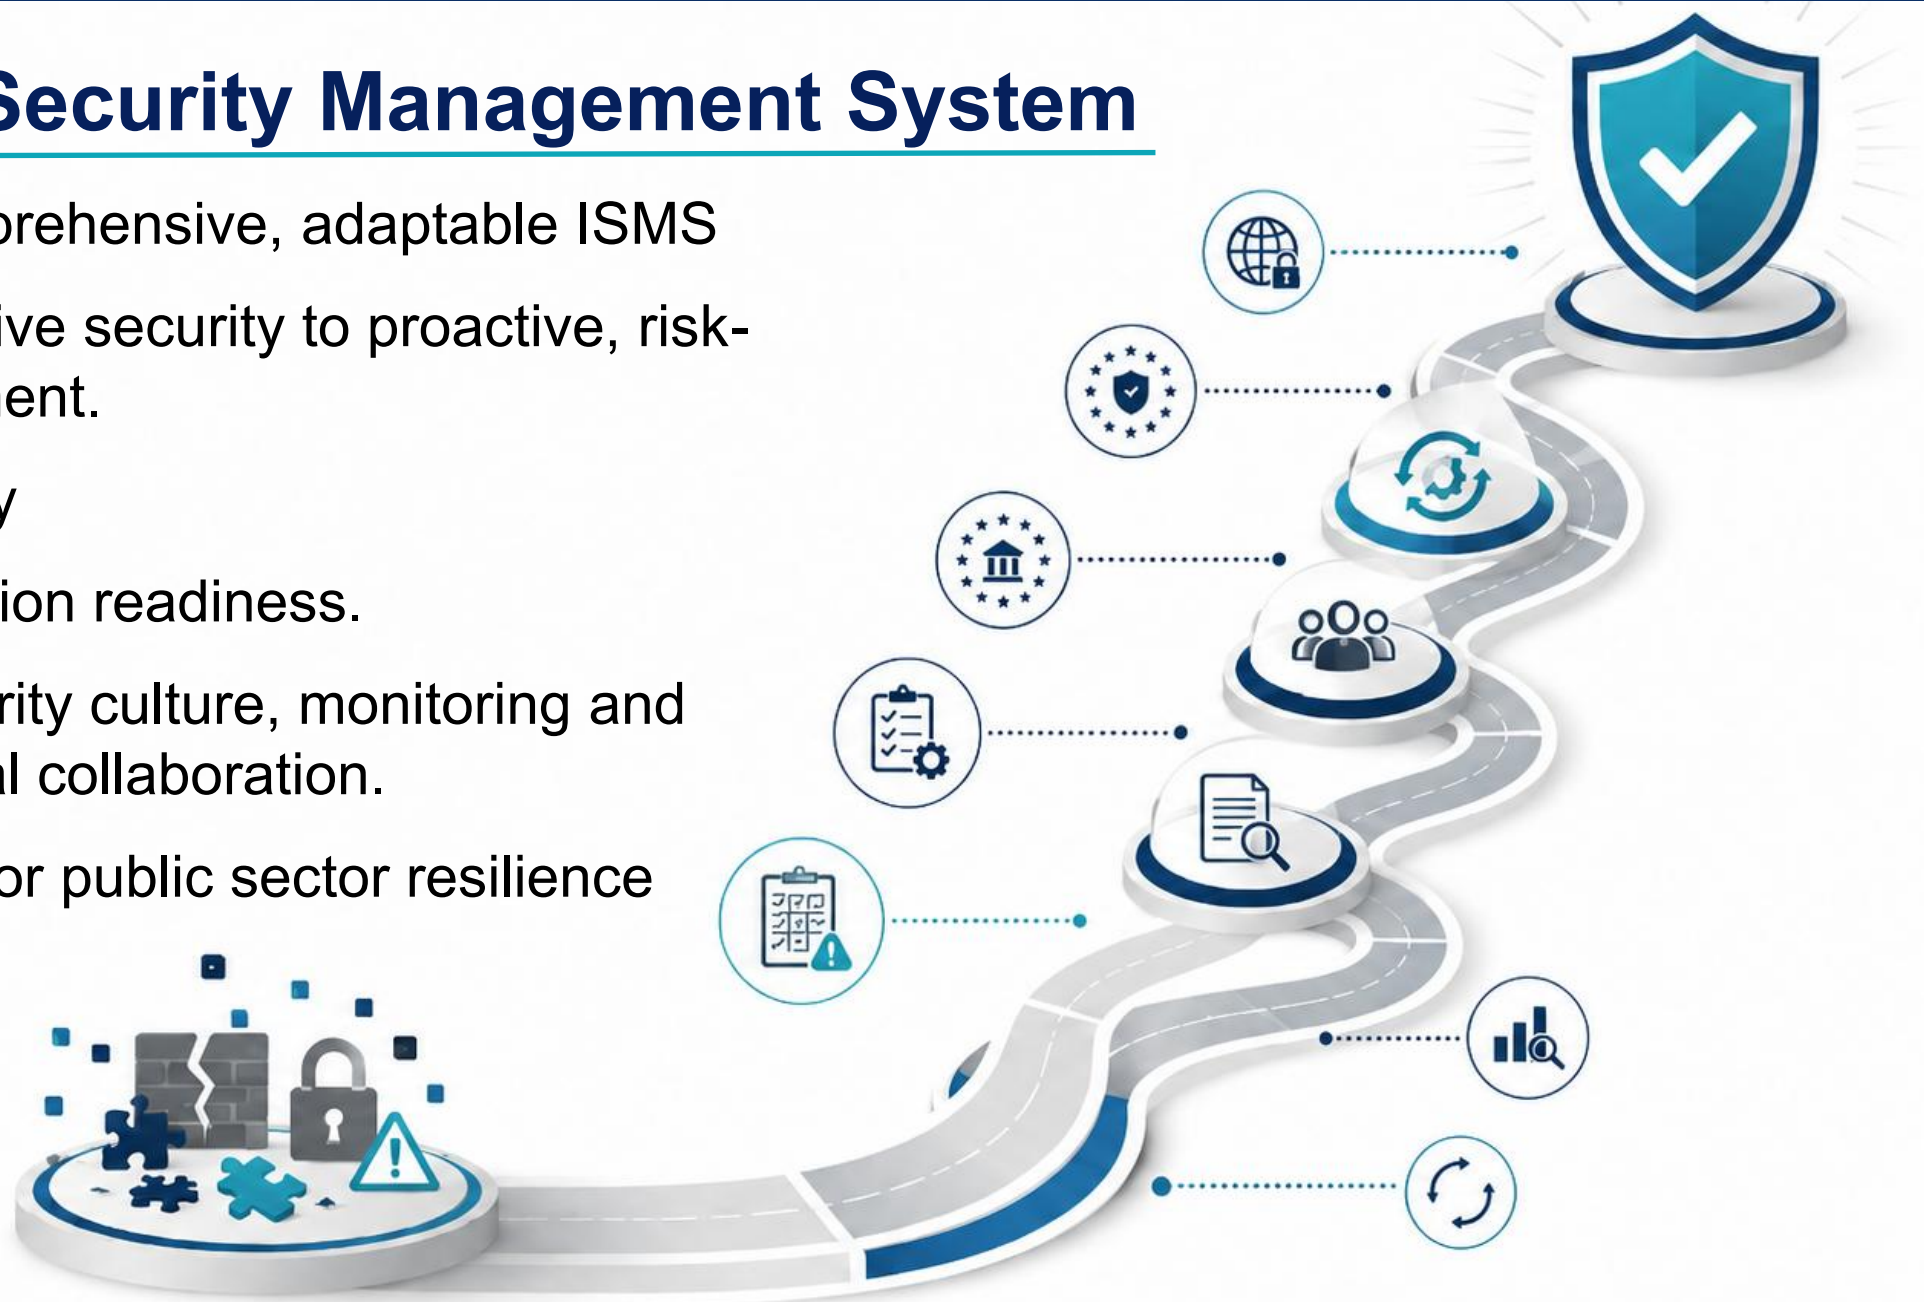 Security Management System
prehensive, adaptable ISMS
ive security to proactive, risk-
ent.
y
ion readiness.
rity culture, monitoring and
al collaboration.
or public sector resilience